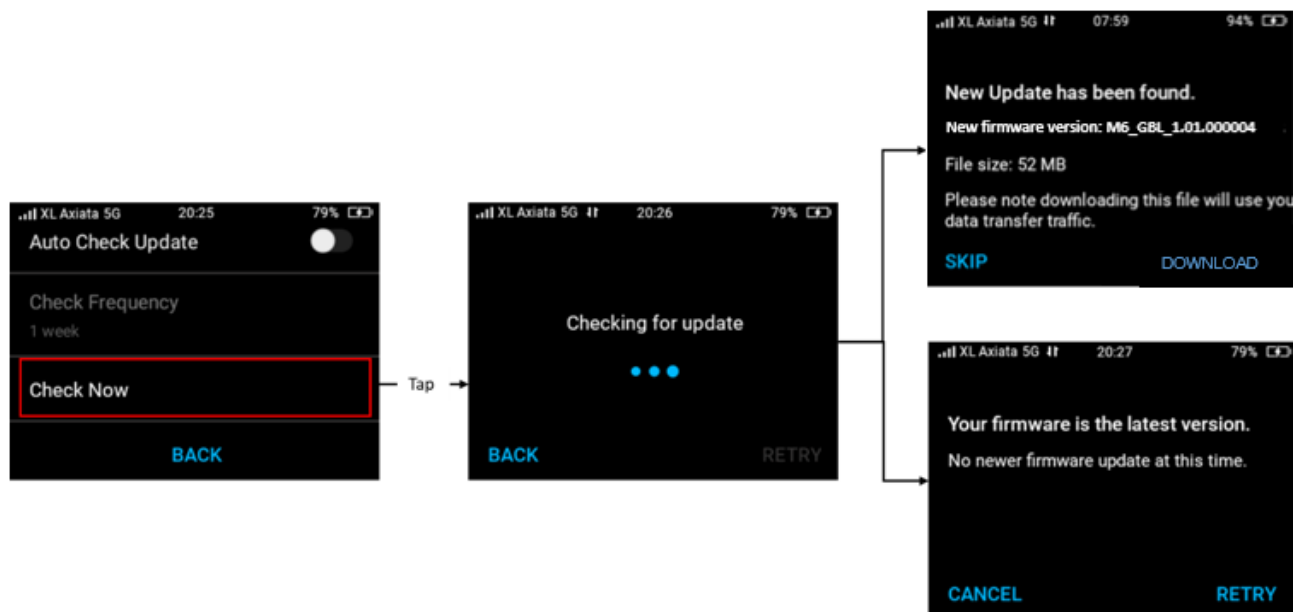 XL Axiata 5G 20:25 79%
Auto Check Update
Check Frequency
1 week
Check Now
BACK
Tap
XL Axiata 5G 20:26 79%
Checking for update
BACK RETRY
XL Axiata 5G 07:59 94%
New Update has been found.
New firmware version: M6_GBL_1.01.000004
File size: 52 MB
Please note downloading this file will use you
data transfer traffic.
SKIP DOWNLOAD
XL Axiata 5G 20:27 79%
Your firmware is the latest version.
No newer firmware update at this time.
CANCEL RETRY